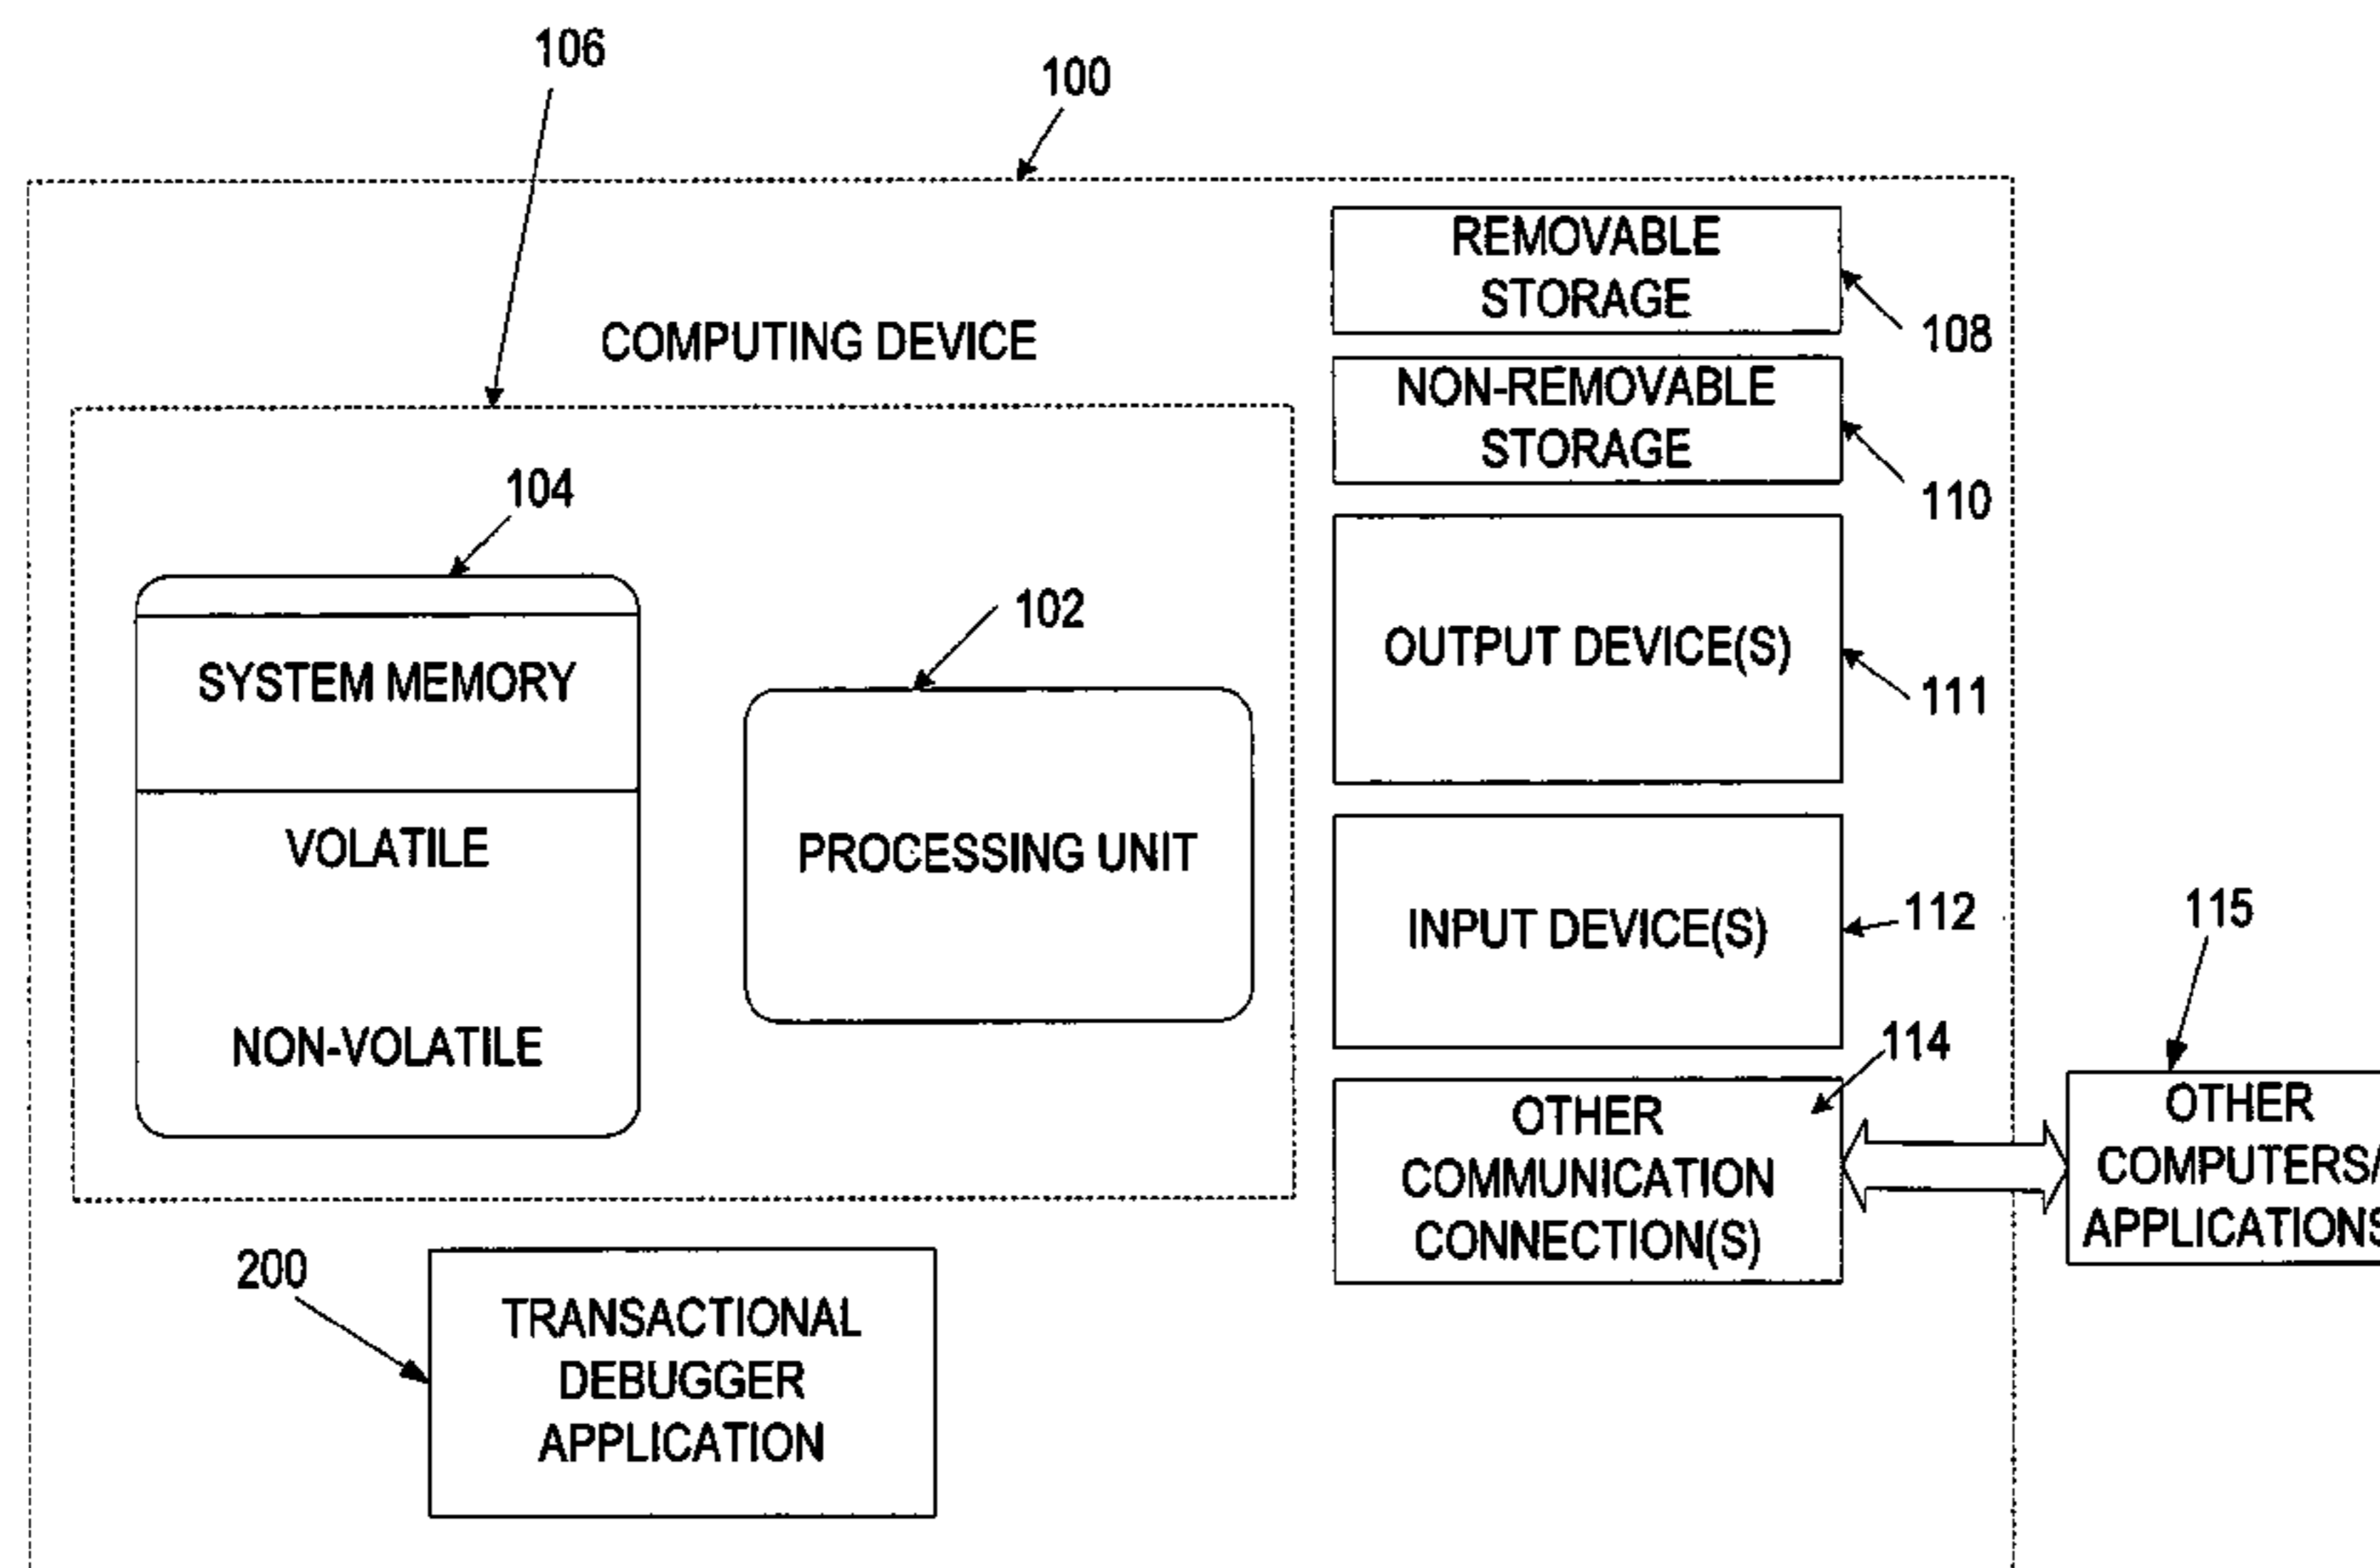 106
100
COMPUTING DEVICE
REMOVABLE
STORAGE
108
NON-REMOVABLE
STORAGE
110
104
SYSTEM MEMORY
VOLATILE
NON-VOLATILE
102
PROCESSING UNIT
OUTPUT DEVICE(S)
111
INPUT DEVICE(S)
112
114
OTHER
COMMUNICATION
CONNECTION(S)
115
OTHER
COMPUTERS/
APPLICATIONS
200
TRANSACTIONAL
DEBUGGER
APPLICATION